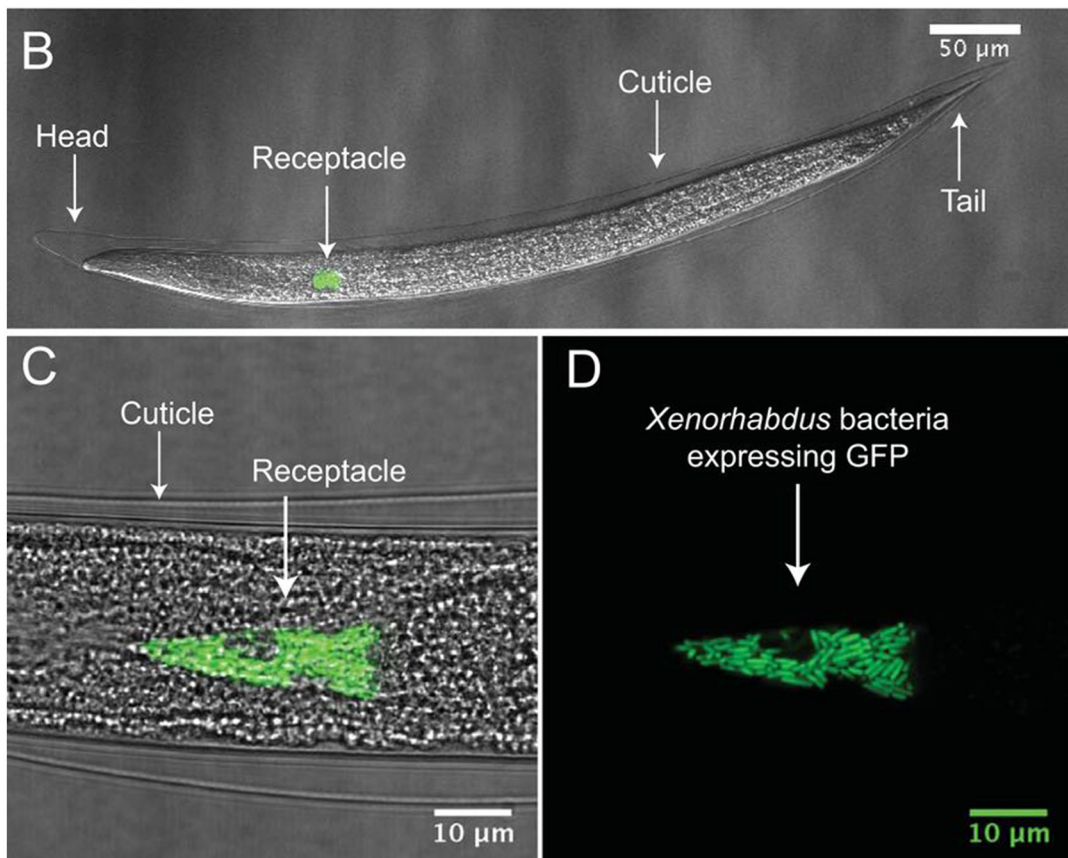 B
50 µm
Cuticle
Head
Receptacle
Tail
C
Cuticle
Receptacle
10 µm
D
Xenorhabdus bacteria
expressing GFP
10 µm